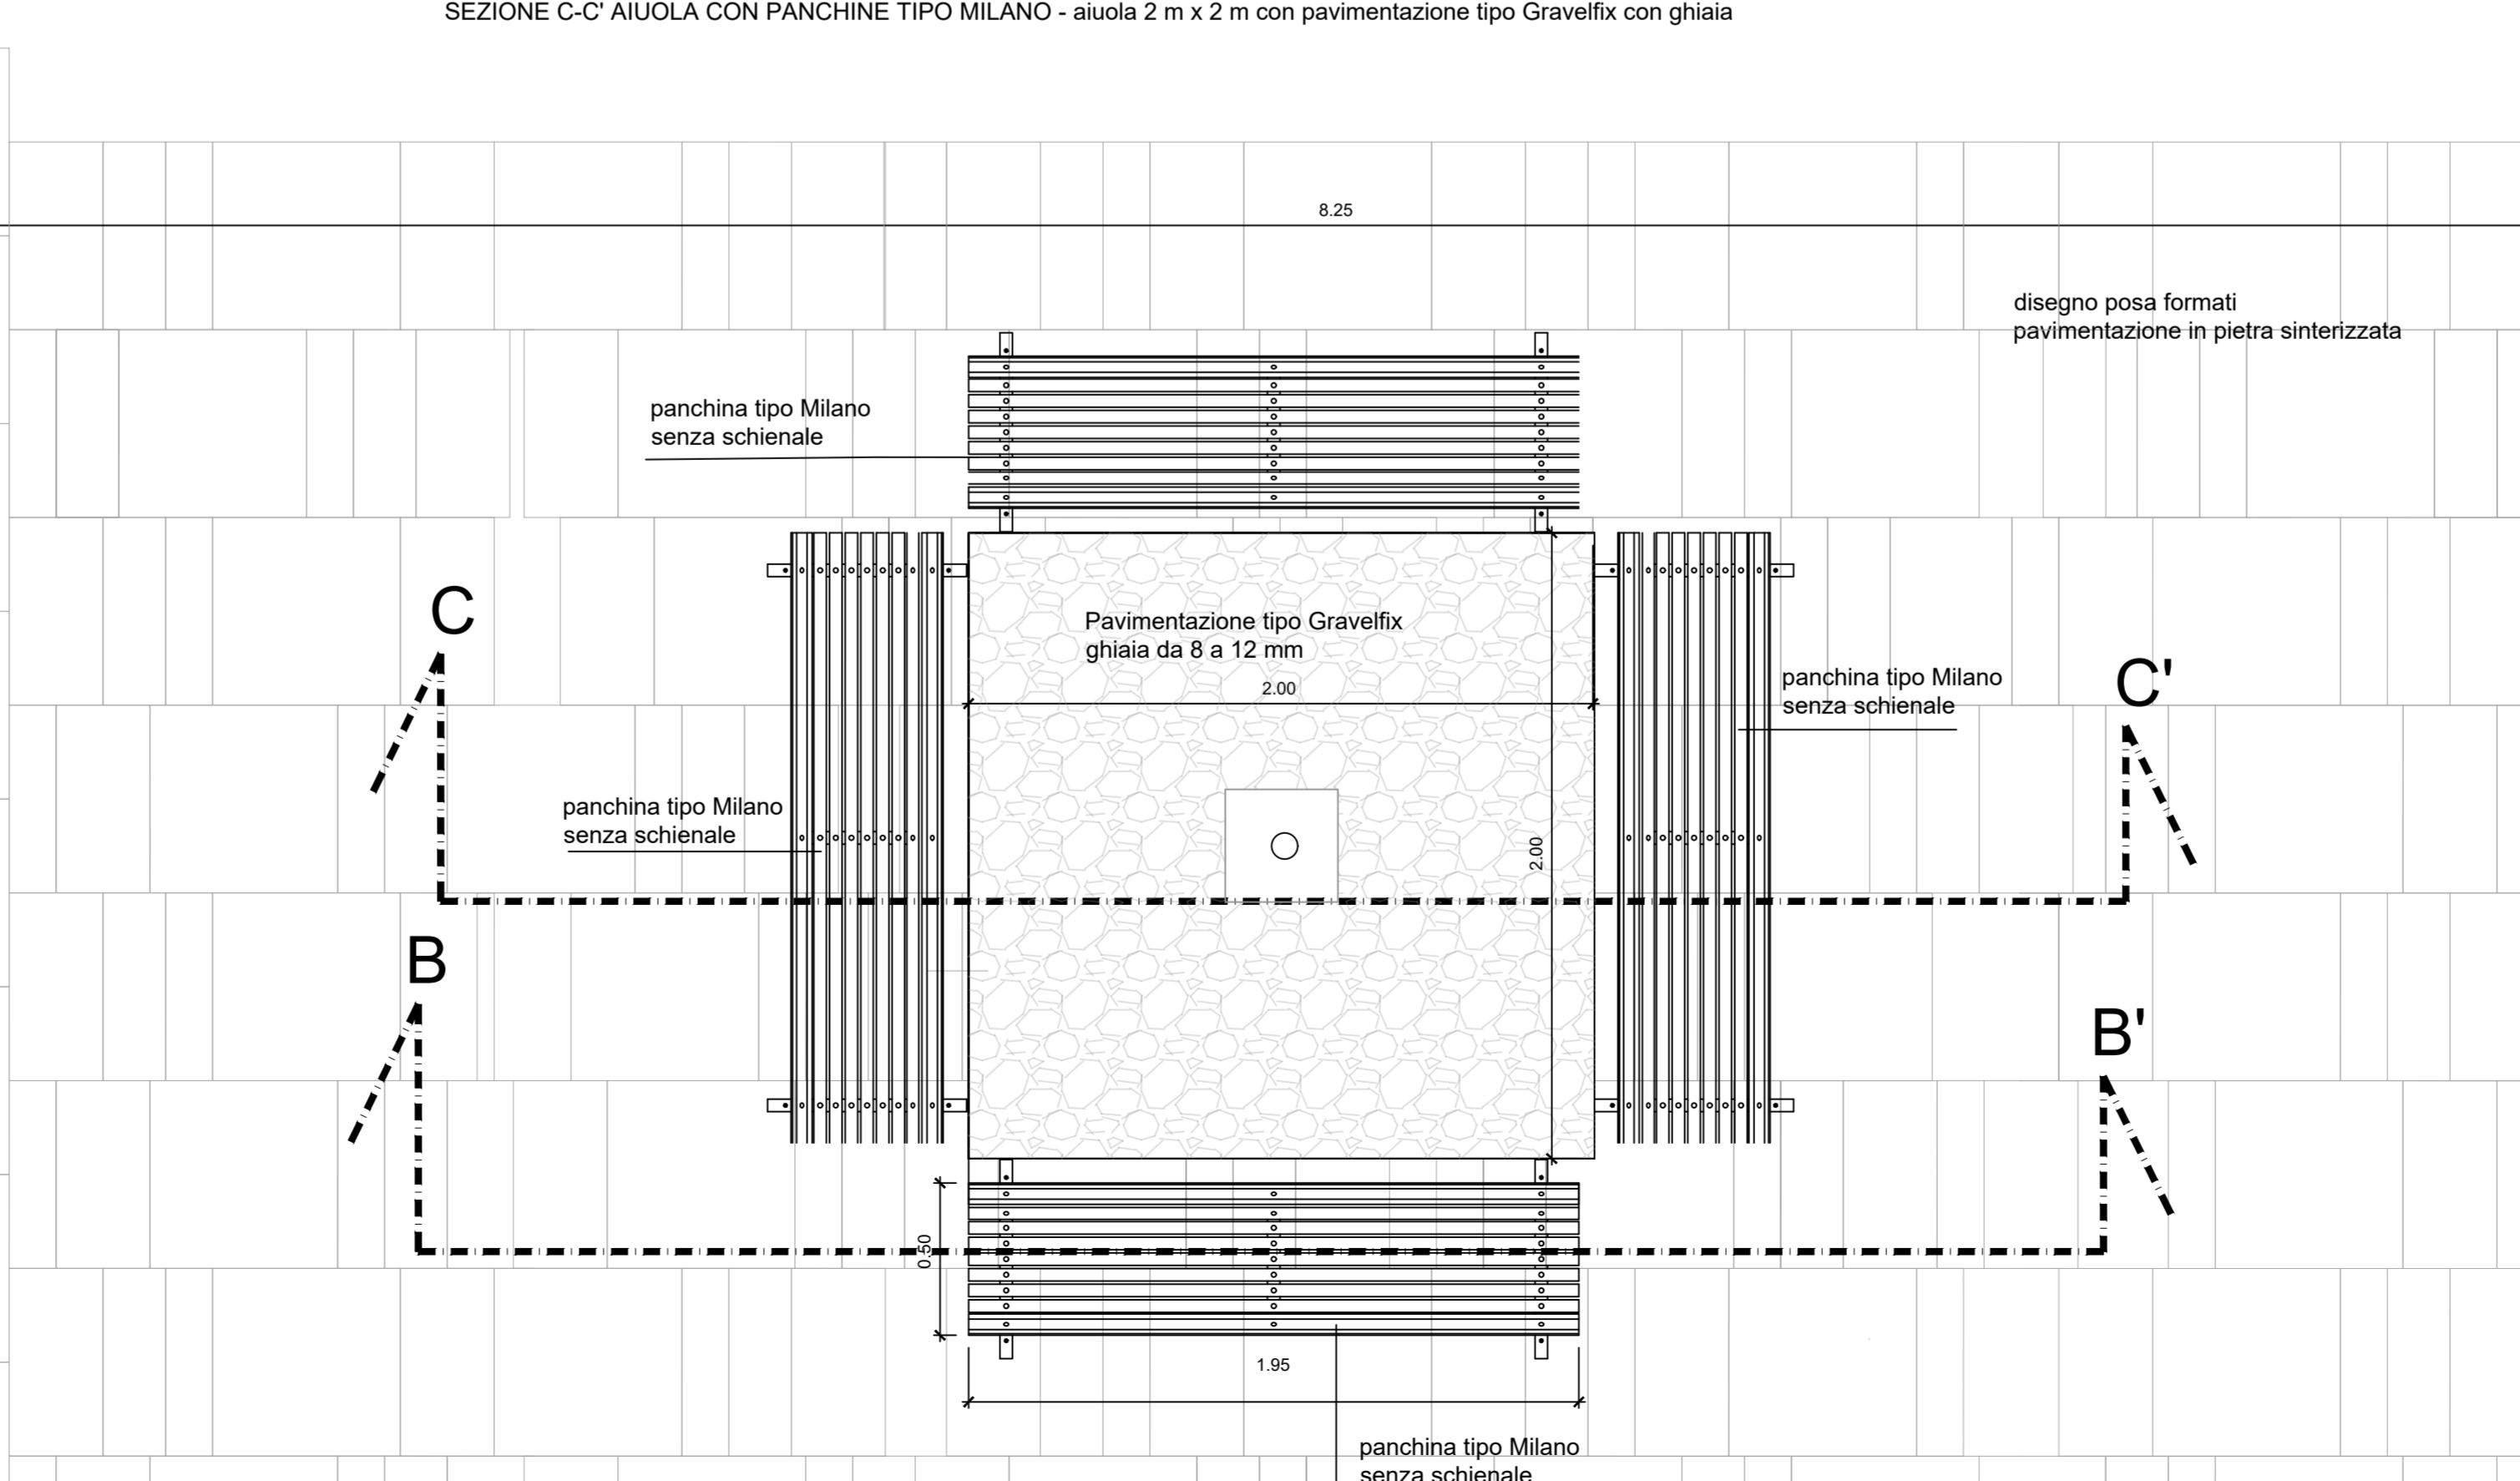 SEZIONE C-C' AIUOLA CON PANCHINE TIPO MILANO - aiuola 2 m x 2 m con pavimentazione tipo Gravelfix con ghiaia
8.25
disegno posa formati
pavimentazione in pietra sinterizzata
panchina tipo Milano
senza schienale
C
Pavimentazione tipo Gravelfix
ghiaia da 8 a 12 mm
2.00
panchina tipo Milano
senza schienale
C'
panchina tipo Milano
senza schienale
2.00
B
B'
0.50
1.95
panchina tipo Milano
senza schienale